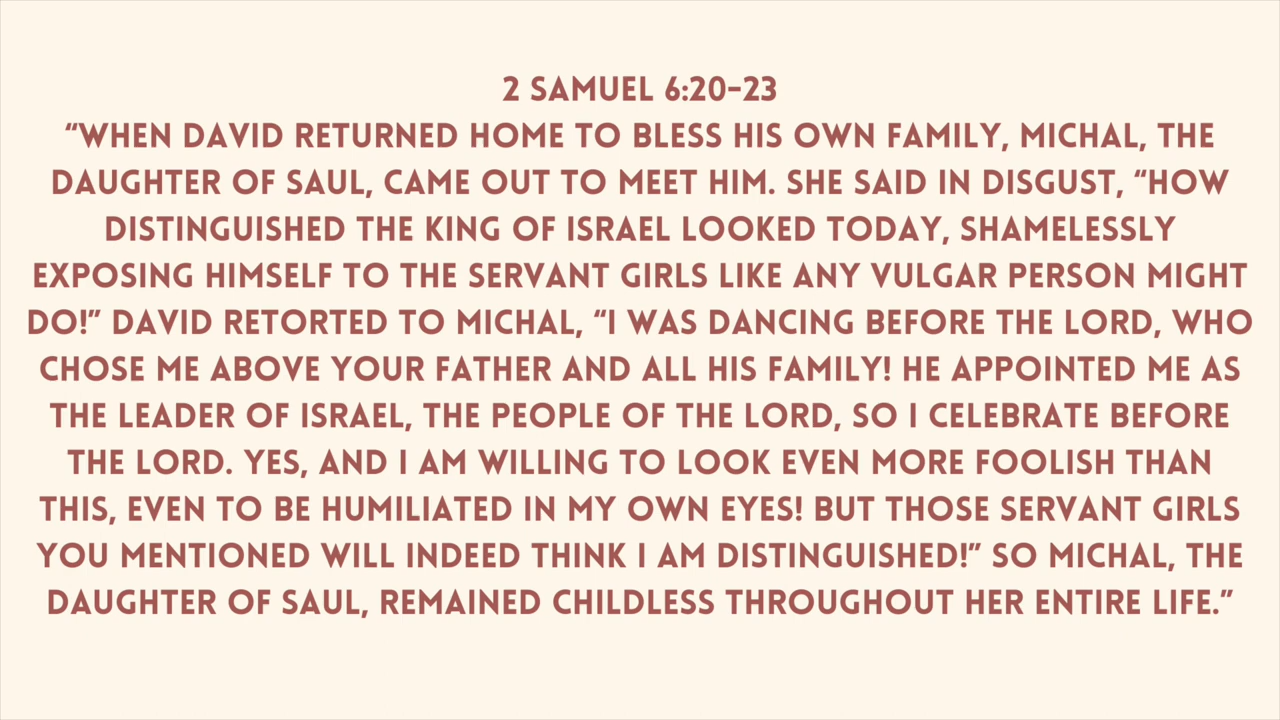 2 SAMUEL 6:20-23
“WHEN DAVID RETURNED HOME TO BLESS HIS OWN FAMILY, MICHAL, THE
DAUGHTER OF SAUL, CAME OUT TO MEET HIM. SHE SAID IN DISGUST, “HOW
DISTINGUISHED THE KING OF ISRAEL LOOKED TODAY, SHAMELESSLY
EXPOSING HIMSELF TO THE SERVANT GIRLS LIKE ANY VULGAR PERSON MIGHT
DO!” DAVID RETORTED TO MICHAL, “I WAS DANCING BEFORE THE LORD, WHO
CHOSE ME ABOVE YOUR FATHER AND ALL HIS FAMILY! HE APPOINTED ME AS
THE LEADER OF ISRAEL, THE PEOPLE OF THE LORD, SO I CELEBRATE BEFORE
THE LORD. YES, AND I AM WILLING TO LOOK EVEN MORE FOOLISH THAN
THIS, EVEN TO BE HUMILIATED IN MY OWN EYES! BUT THOSE SERVANT GIRLS
YOU MENTIONED WILL INDEED THINK I AM DISTINGUISHED!” SO MICHAL, THE
DAUGHTER OF SAUL, REMAINED CHILDLESS THROUGHOUT HER ENTIRE LIFE.”